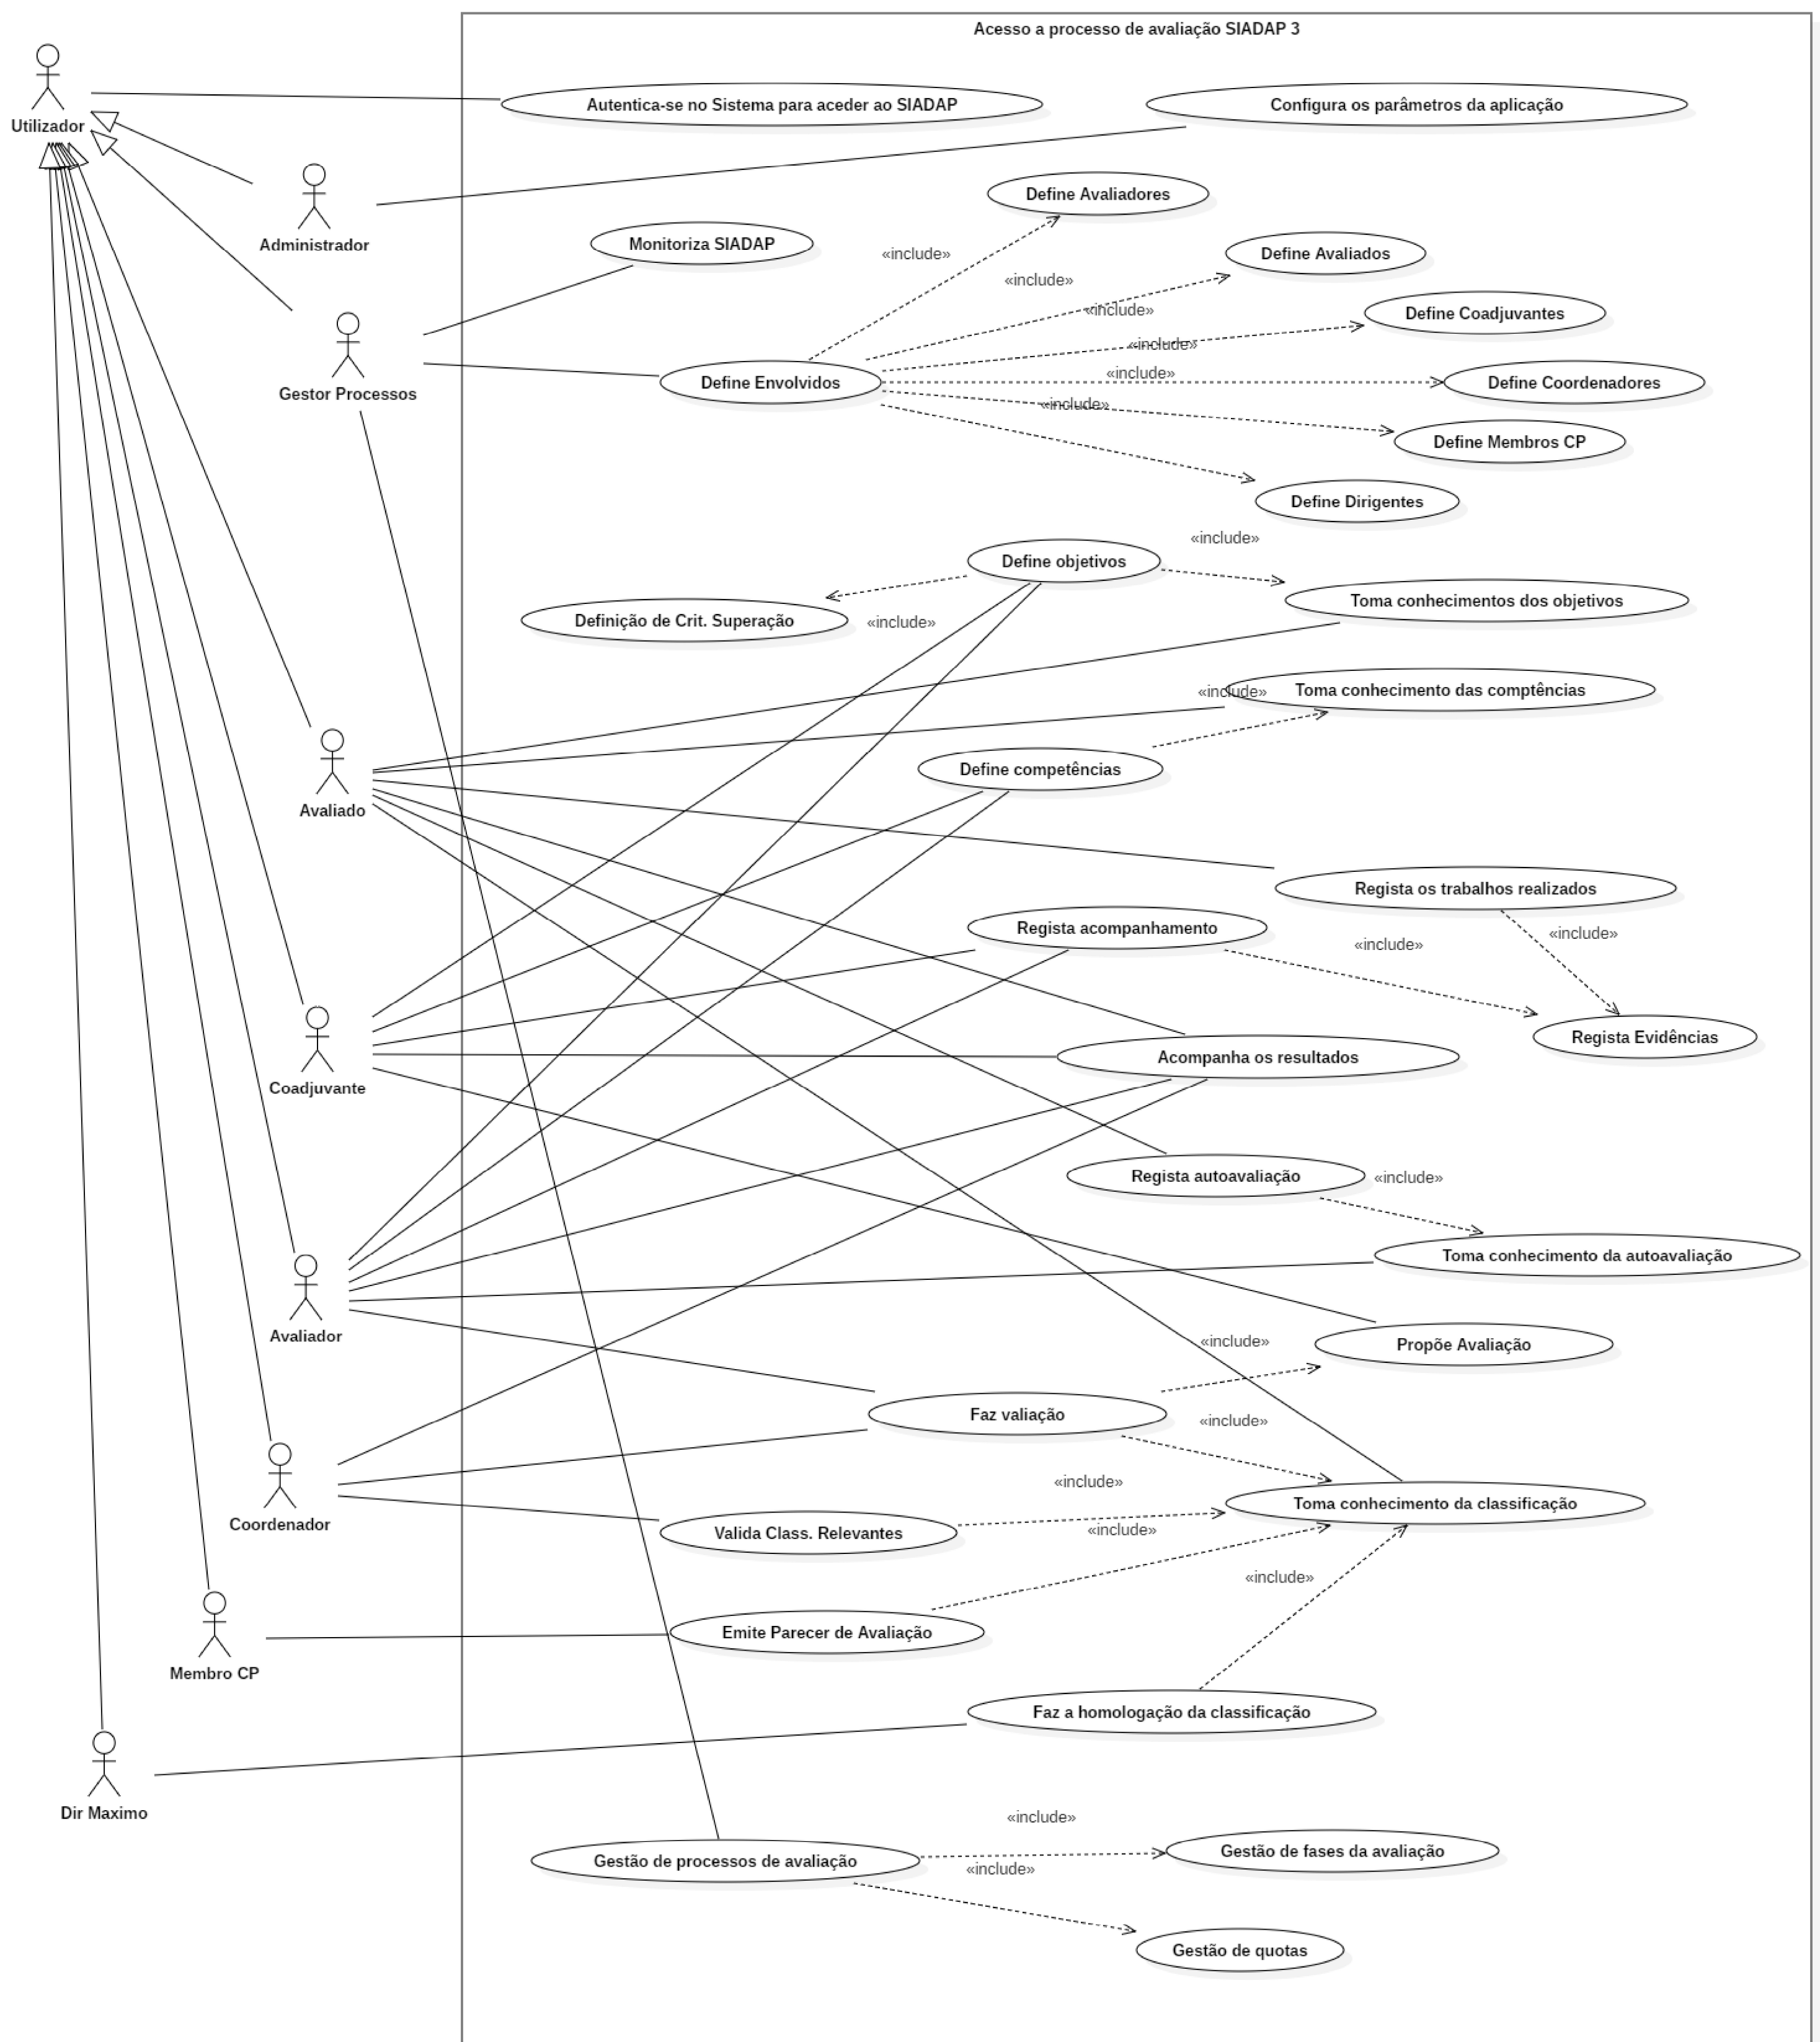 Acesso a processo de avaliação SIADAP 3
Utilizador
Autentica-se no Sistema para aceder ao SIADAP
Configura os parâmetros da aplicação
Administrador
Define Avaliadores
Monitoriza SIADAP
«include»
Define Avaliados
«include»
«include»
Define Coadjuvantes
«include»
«include»
Gestor Processos
Define Envolvidos
Define Coordenadores
«include»
Define Membros CP
Define Dirigentes
«include»
Define objetivos
Toma conhecimentos dos objetivos
Definição de Crit. Superação
«include»
«include»
Toma conhecimento das comptências
Define competências
Avaliado
Regista os trabalhos realizados
Regista acompanhamento
«include»
«include»
Regista Evidências
Acompanha os resultados
Coadjuvante
Regista autoavaliação
«include»
Toma conhecimento da autoavaliação
Avaliador
«include»
Propõe Avaliação
Faz valiação
«include»
«include»
Toma conhecimento da classificação
Coordenador
Valida Class. Relevantes
«include»
«include»
Emite Parecer de Avaliação
Membro CP
Faz a homologação da classificação
Dir Maximo
«include»
Gestão de processos de avaliação
Gestão de fases da avaliação
«include»
Gestão de quotas